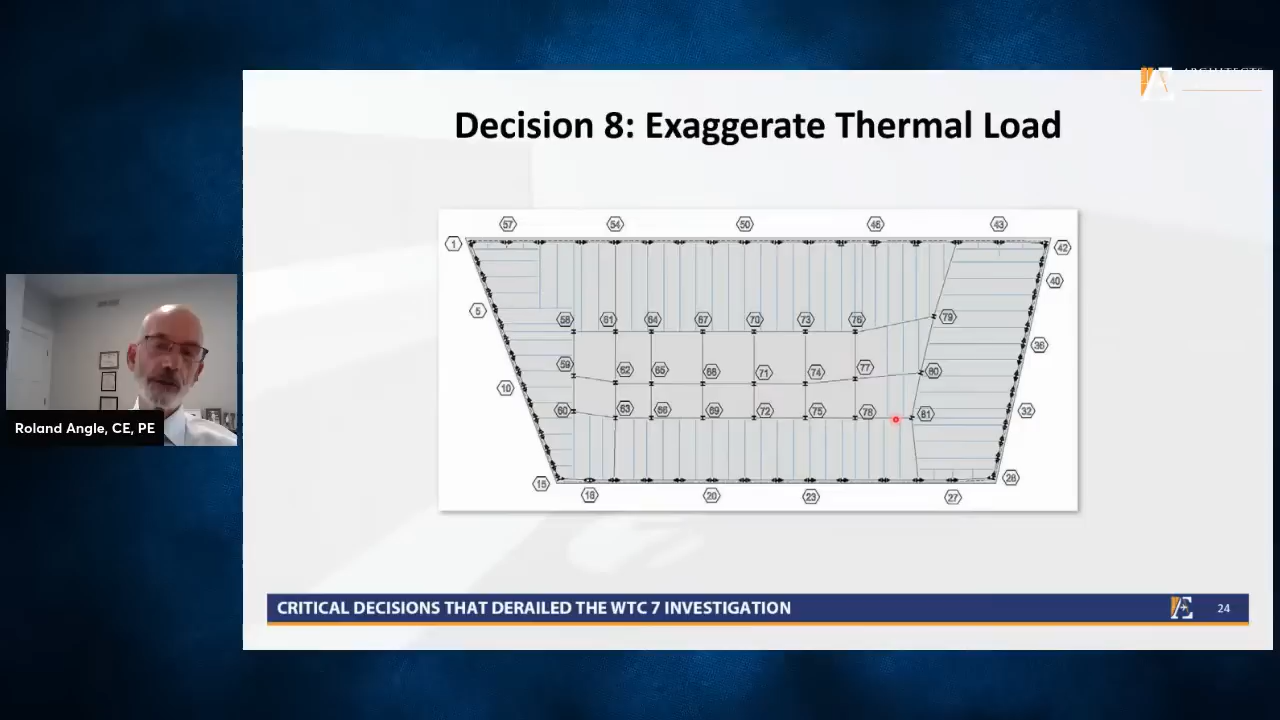 ARCHITECTS
Decision 8: Exaggerate Thermal Load
57 54 50 46 43
1 42
40
5 58 61 64 67 70 73 76 79
36
59 62 65 68 71 74 77 80
10
60 63 66 69 72 75 78 81 32
15 28
18 20 23 27
Roland Angle, CE, PE
CRITICAL DECISIONS THAT DERAILED THE WTC 7 INVESTIGATION
AE
24